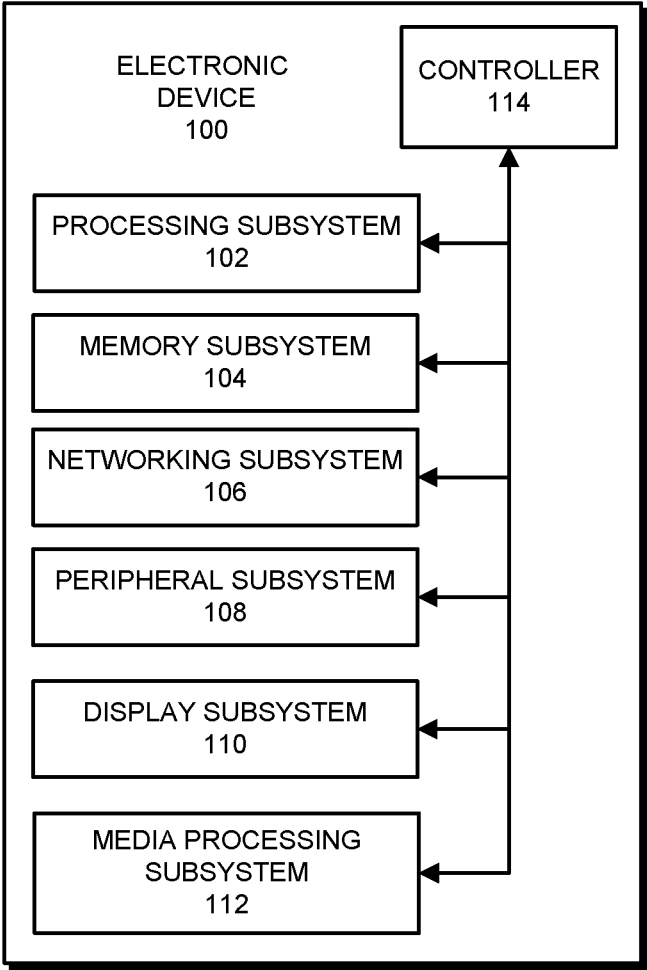 ELECTRONIC
DEVICE
100
CONTROLLER
114
PROCESSING SUBSYSTEM
102
MEMORY SUBSYSTEM
104
NETWORKING SUBSYSTEM
106
PERIPHERAL SUBSYSTEM
108
DISPLAY SUBSYSTEM
110
MEDIA PROCESSING
SUBSYSTEM
112